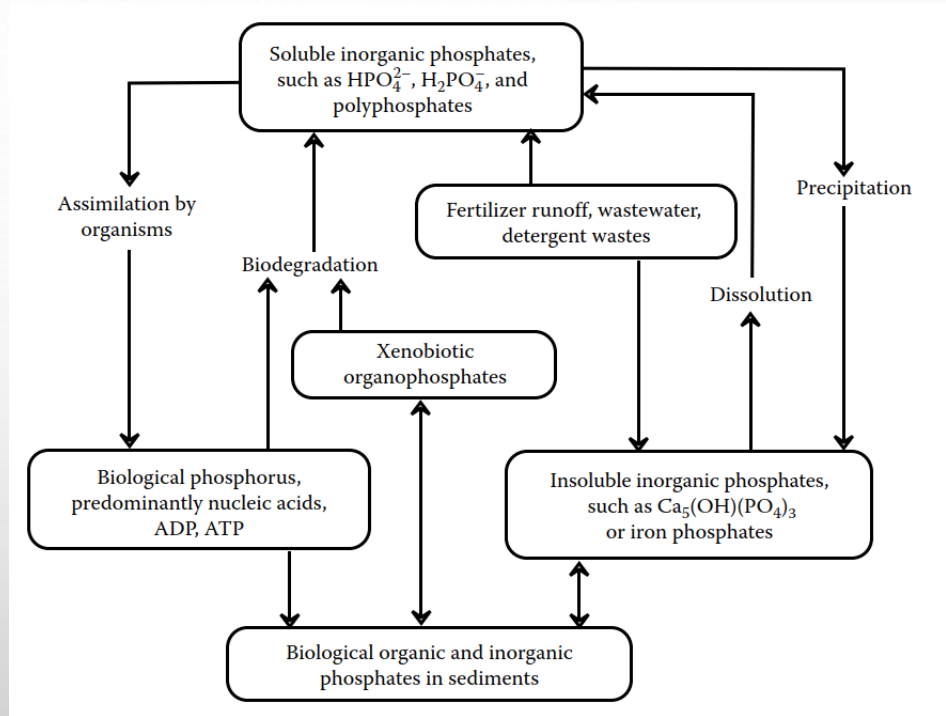 Soluble inorganic phosphates,
such as HPO₄²⁻, H₂PO₄⁻, and
polyphosphates
Assimilation by
organisms
Precipitation
Fertilizer runoff, wastewater,
detergent wastes
Biodegradation
Dissolution
Xenobiotic
organophosphates
Biological phosphorus,
predominantly nucleic acids,
ADP, ATP
Insoluble inorganic phosphates,
such as Ca₅(OH)(PO₄)₃
or iron phosphates
Biological organic and inorganic
phosphates in sediments